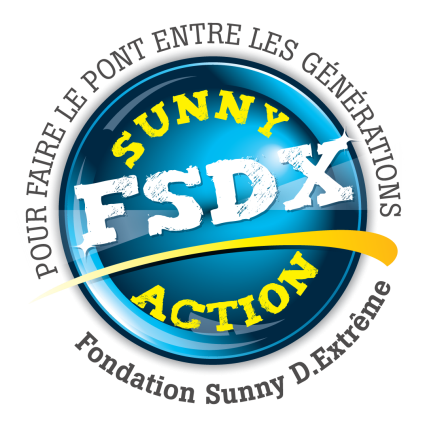 POUR FAIRE LE PONT ENTRE LES GÉNÉRATIONS
SUNNY
FSDX
ACTION
Fondation Sunny D.Extrême